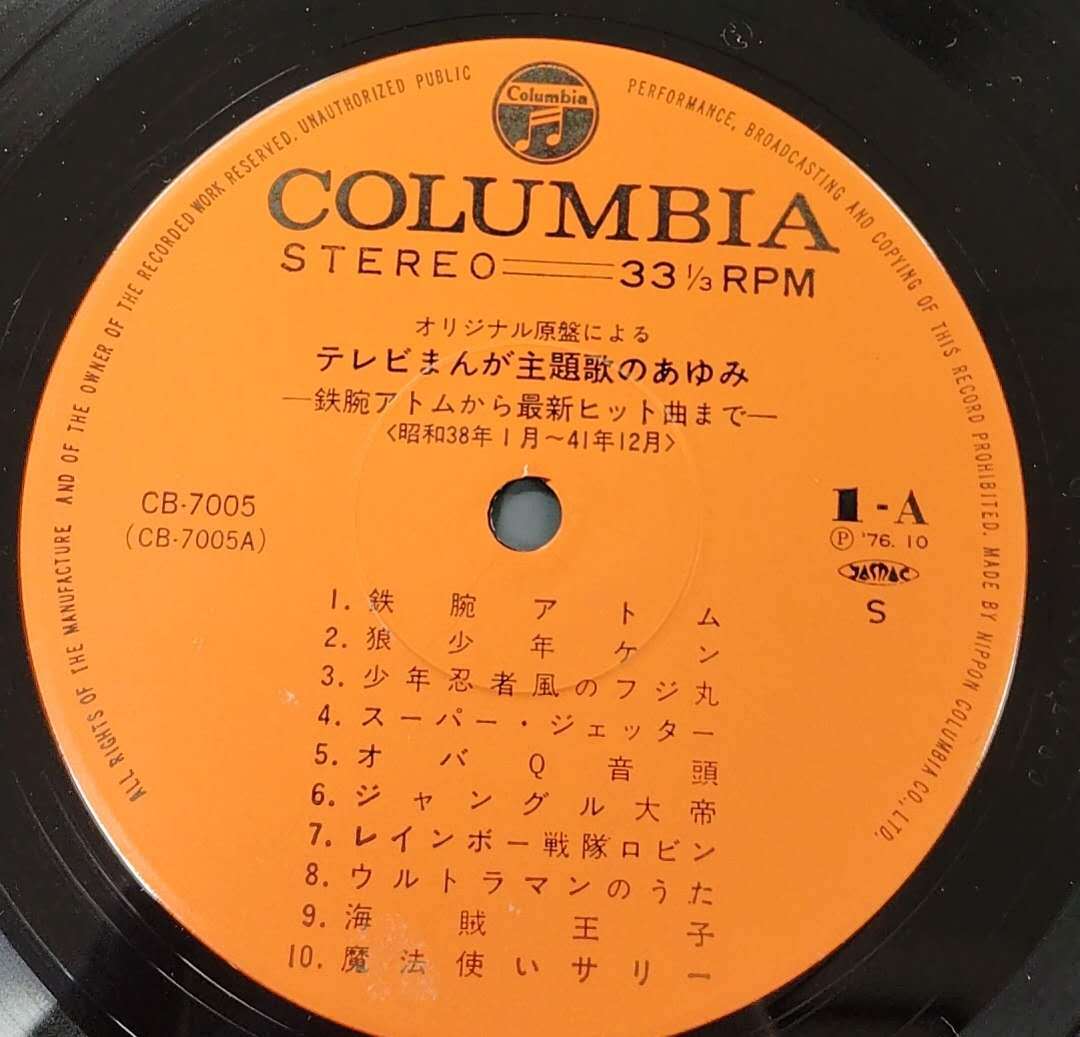 ALL RIGHTS OF THE MANUFACTURE AND OF THE OWNER OF THE RECORDED WORK RESERVED. UNAUTHORIZED PUBLIC PERFORMANCE, BROADCASTING AND COPYING OF THIS RECORD PROHIBITED. MADE BY NIPPON COLUMBIA CO., LTD.
Columbia
COLUMBIA
STEREO 33 1/3 RPM
オリジナル原盤による
テレビまんが主題歌のあゆみ
—鉄腕アトムから最新ヒット曲まで—
〈昭和38年1月~41年12月〉
CB-7005
(CB-7005A)
1-A
Ⓟ '76. 10
JASRAC
S
1. 鉄腕アトム
2. 狼少年ケン
3. 少年忍者風のフジ丸
4. スーパー・ジェッター
5. オバQ音頭
6. ジャングル大帝
7. レインボー戦隊ロビン
8. ウルトラマンのうた
9. 海賊王子
10. 魔法使いサリー